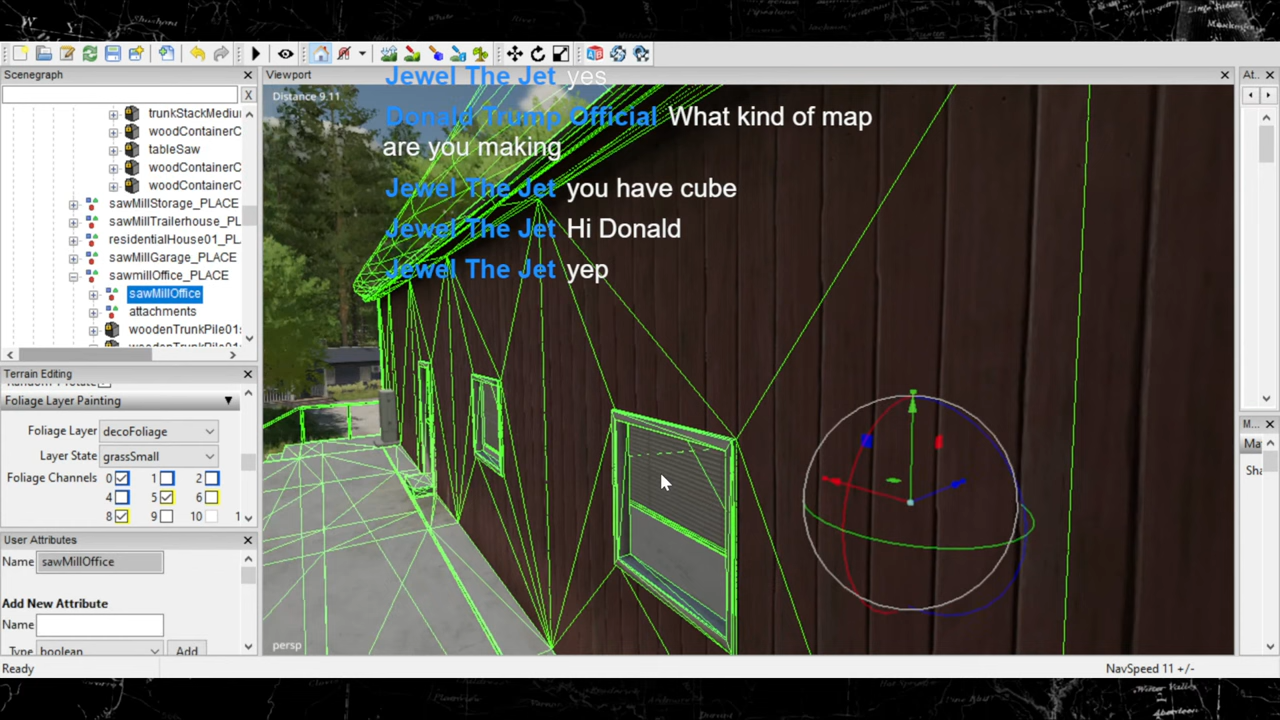 Scenegraph
X
trunkStackMediu
woodContainerC
tableSaw
woodContainerC
woodContainerC
sawMillStorage_PLACE
sawMillTrailerhouse_PL
residentialHouse01_PL
sawMillGarage_PLACE
sawmillOffice_PLACE
sawMillOffice
attachments
woodenTrunkPile01
Terrain Editing
Foliage Layer Painting
Foliage Layer decoFoliage
Layer State grassSmall
Foliage Channels 0 1 2
4 5 6
8 9 10 1
User Attributes
Name sawMillOffice
Add New Attribute
Name
Type boolean Add
Ready
Viewport
Distance 9.11
Jewel The Jet yes
Donald Trump Official What kind of map
are you making
Jewel The Jet you have cube
Jewel The Jet Hi Donald
Jewel The Jet yep
persp
At..
M...
Ma
Sha
NavSpeed 11 +/-